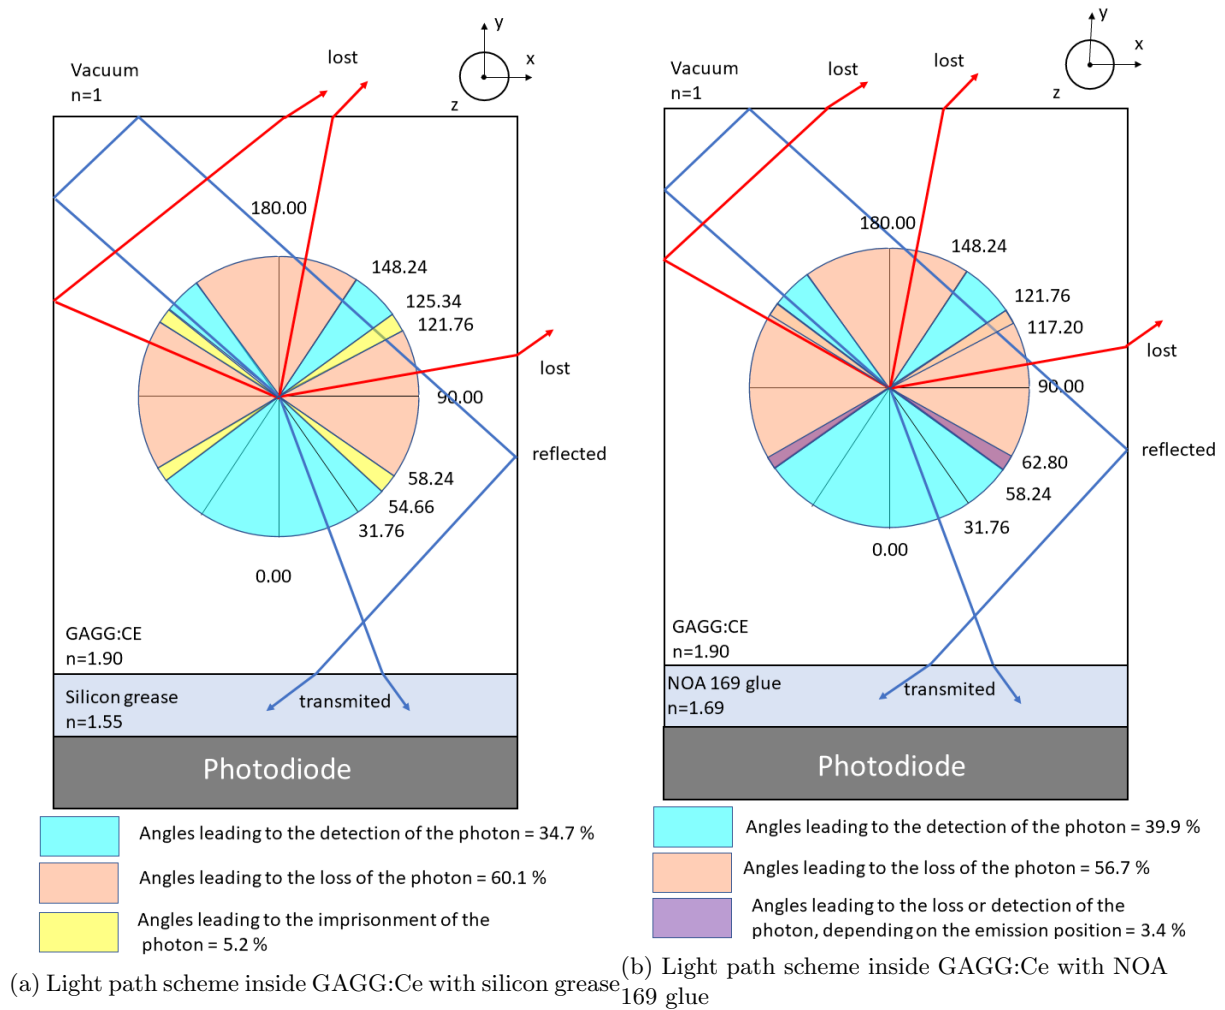 y
x
z
Vacuum
n=1
lost
180.00
148.24
125.34
121.76
lost
90.00
reflected
58.24
54.66
31.76
0.00
GAGG:CE
n=1.90
Silicon grease
n=1.55
transmited
Photodiode
Angles leading to the detection of the photon = 34.7 %
Angles leading to the loss of the photon = 60.1 %
Angles leading to the imprisonment of the
photon = 5.2 %
(a) Light path scheme inside GAGG:Ce with silicon grease
y
x
z
Vacuum
n=1
lost
lost
180.00
148.24
121.76
117.20
lost
90.00
reflected
62.80
58.24
31.76
0.00
GAGG:CE
n=1.90
NOA 169 glue
n=1.69
transmited
Photodiode
Angles leading to the detection of the photon = 39.9 %
Angles leading to the loss of the photon = 56.7 %
Angles leading to the loss or detection of the
photon, depending on the emission position = 3.4 %
(b) Light path scheme inside GAGG:Ce with NOA
169 glue